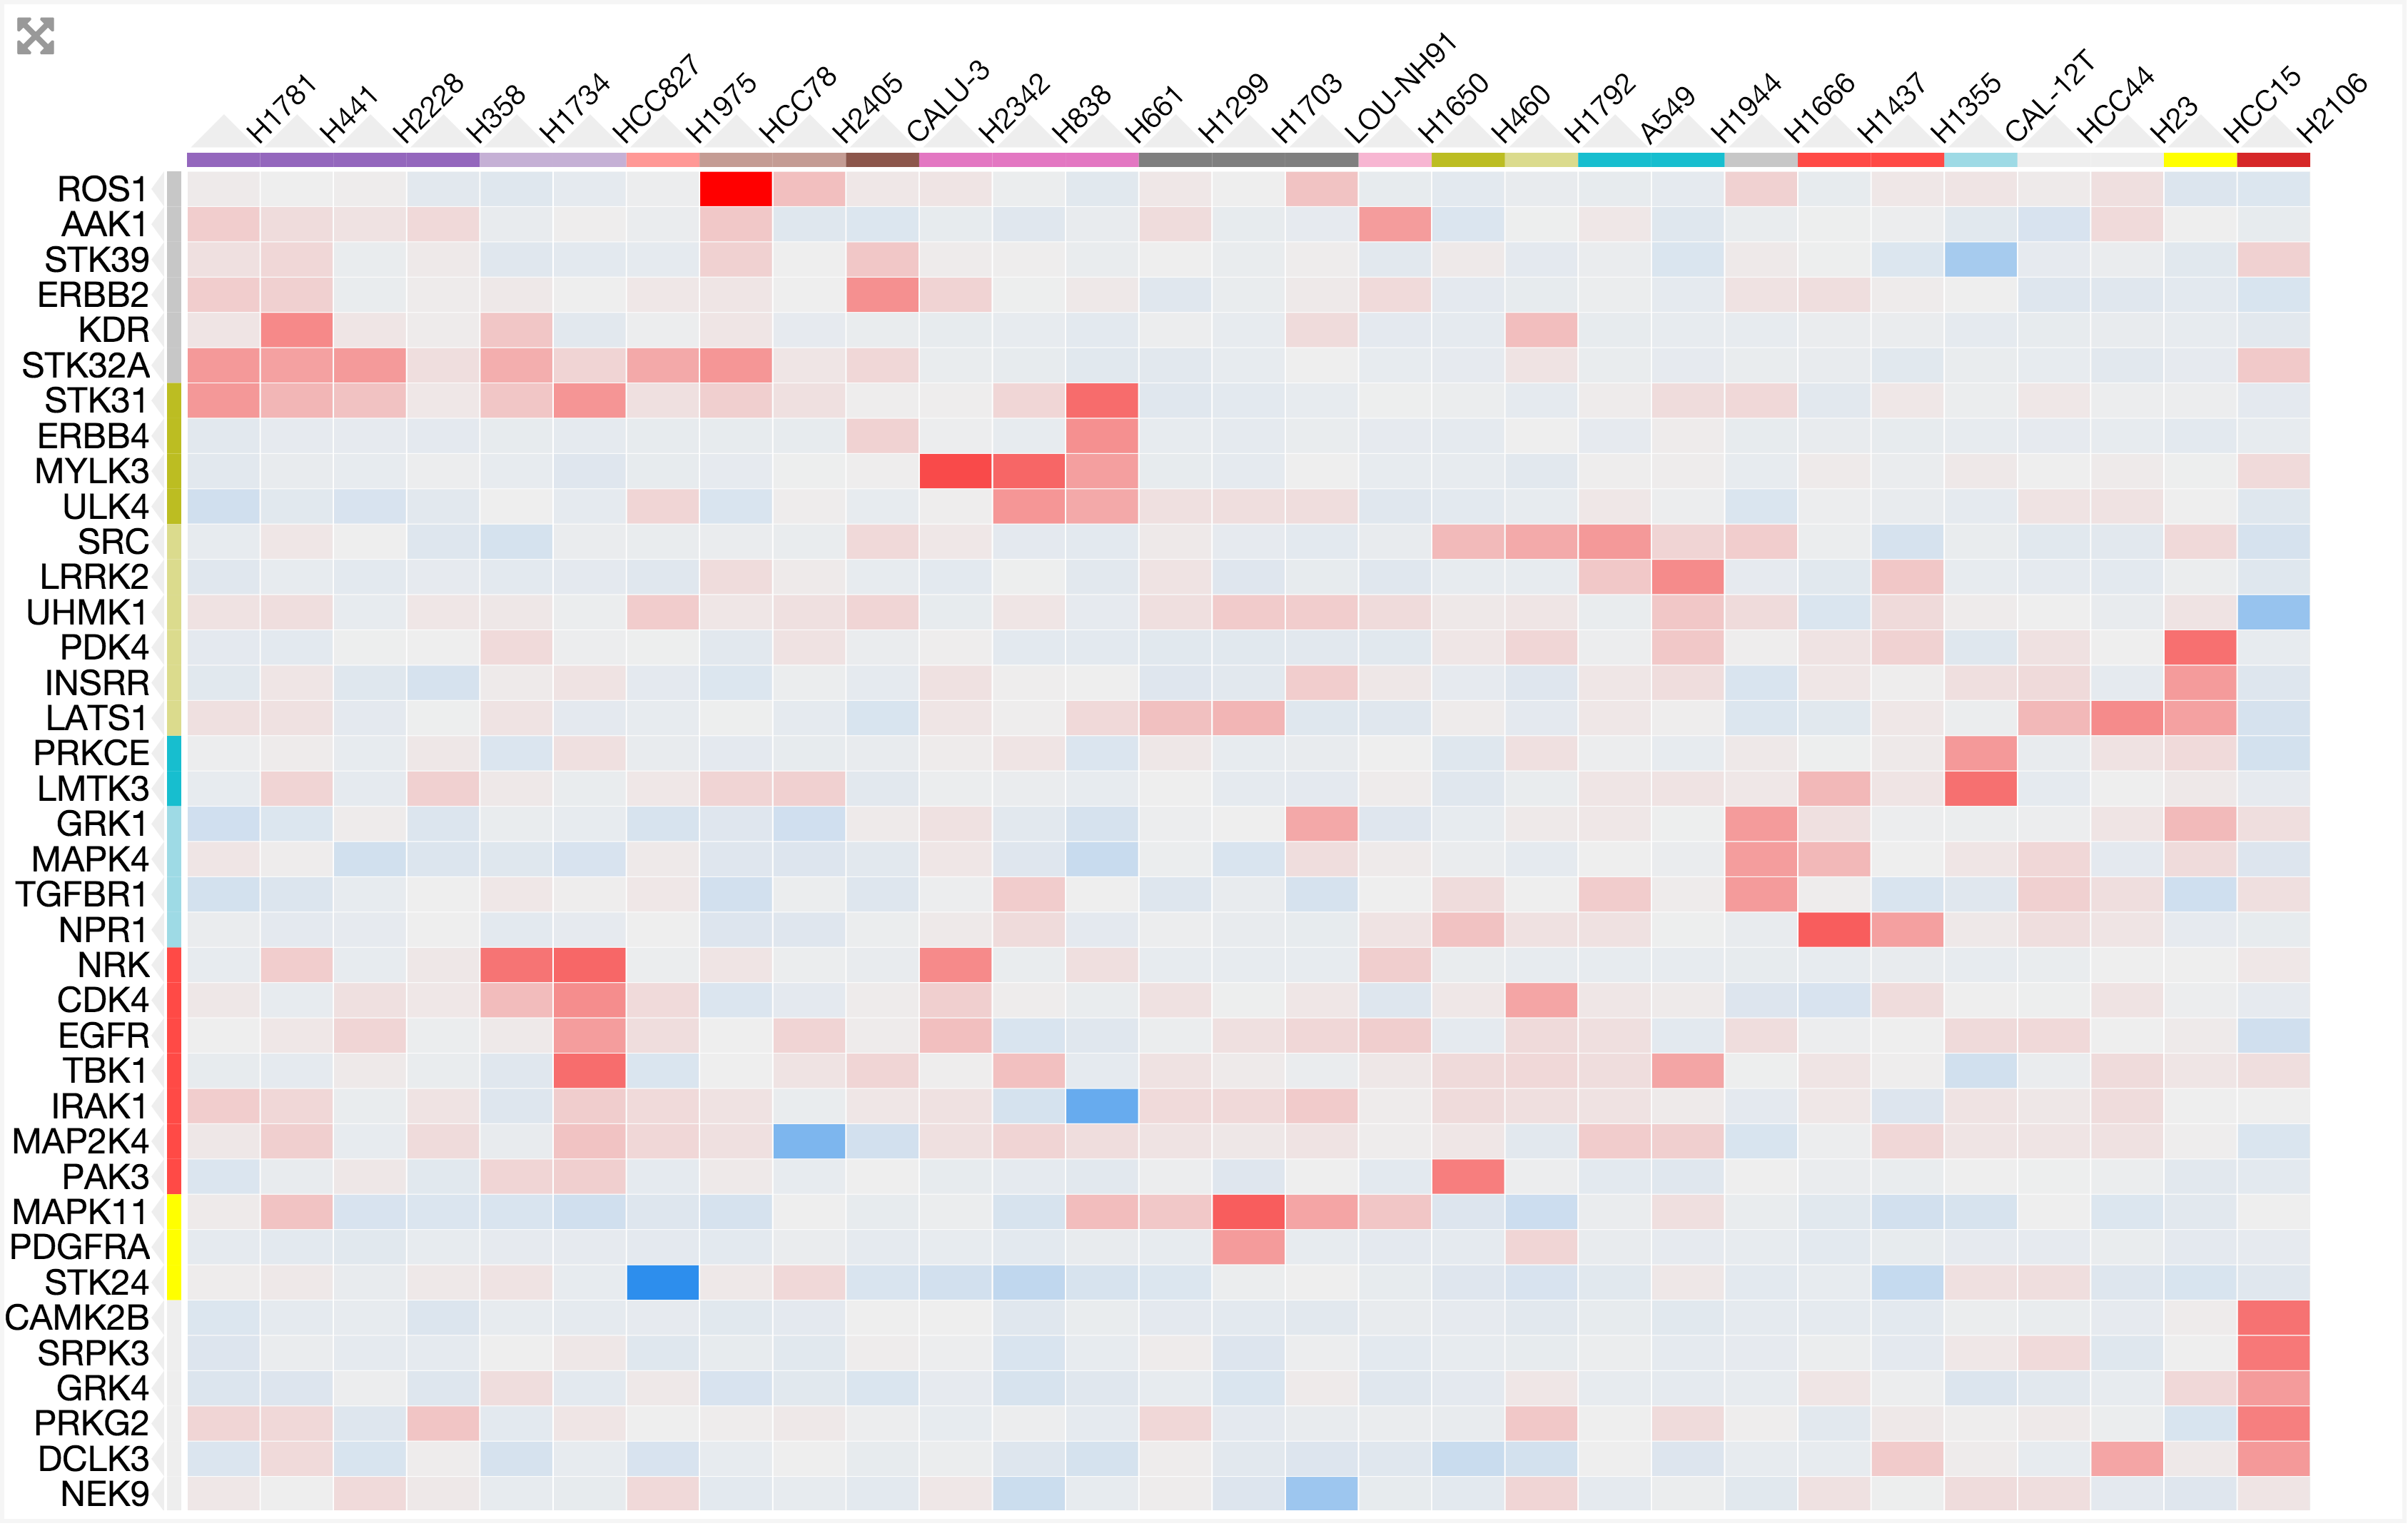 H1781
H441
H2228
H358
H1734
HCC827
H1975
HCC78
H2405
CALU-3
H2342
H838
H661
H1299
H1703
LOU-NH91
H1650
H460
H1792
A549
H1944
H1666
H1437
H1355
CAL-12T
HCC44
H23
HCC15
H2106
ROS1
AAK1
STK39
ERBB2
KDR
STK32A
STK31
ERBB4
MYLK3
ULK4
SRC
LRRK2
UHMK1
PDK4
INSRR
LATS1
PRKCE
LMTK3
GRK1
MAPK4
TGFBR1
NPR1
NRK
CDK4
EGFR
TBK1
IRAK1
MAP2K4
PAK3
MAPK11
PDGFRA
STK24
CAMK2B
SRPK3
GRK4
PRKG2
DCLK3
NEK9